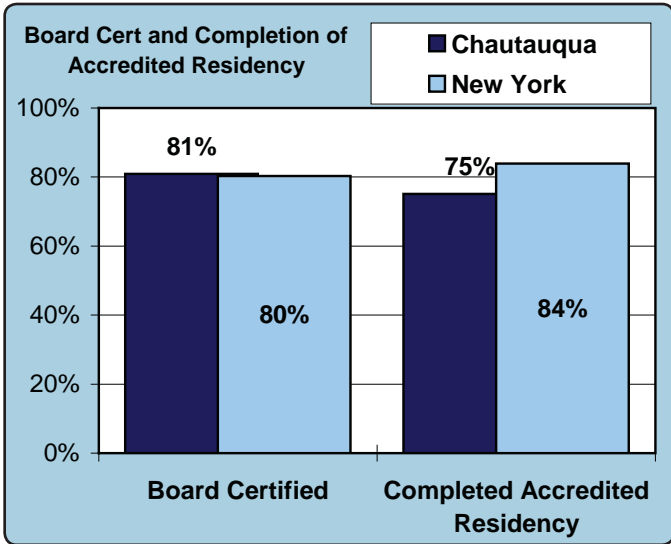 Board Cert and Completion of
Accredited Residency
Chautauqua
New York
100%
80%
60%
40%
20%
0%
81%
80%
75%
84%
Board Certified
Completed Accredited
Residency